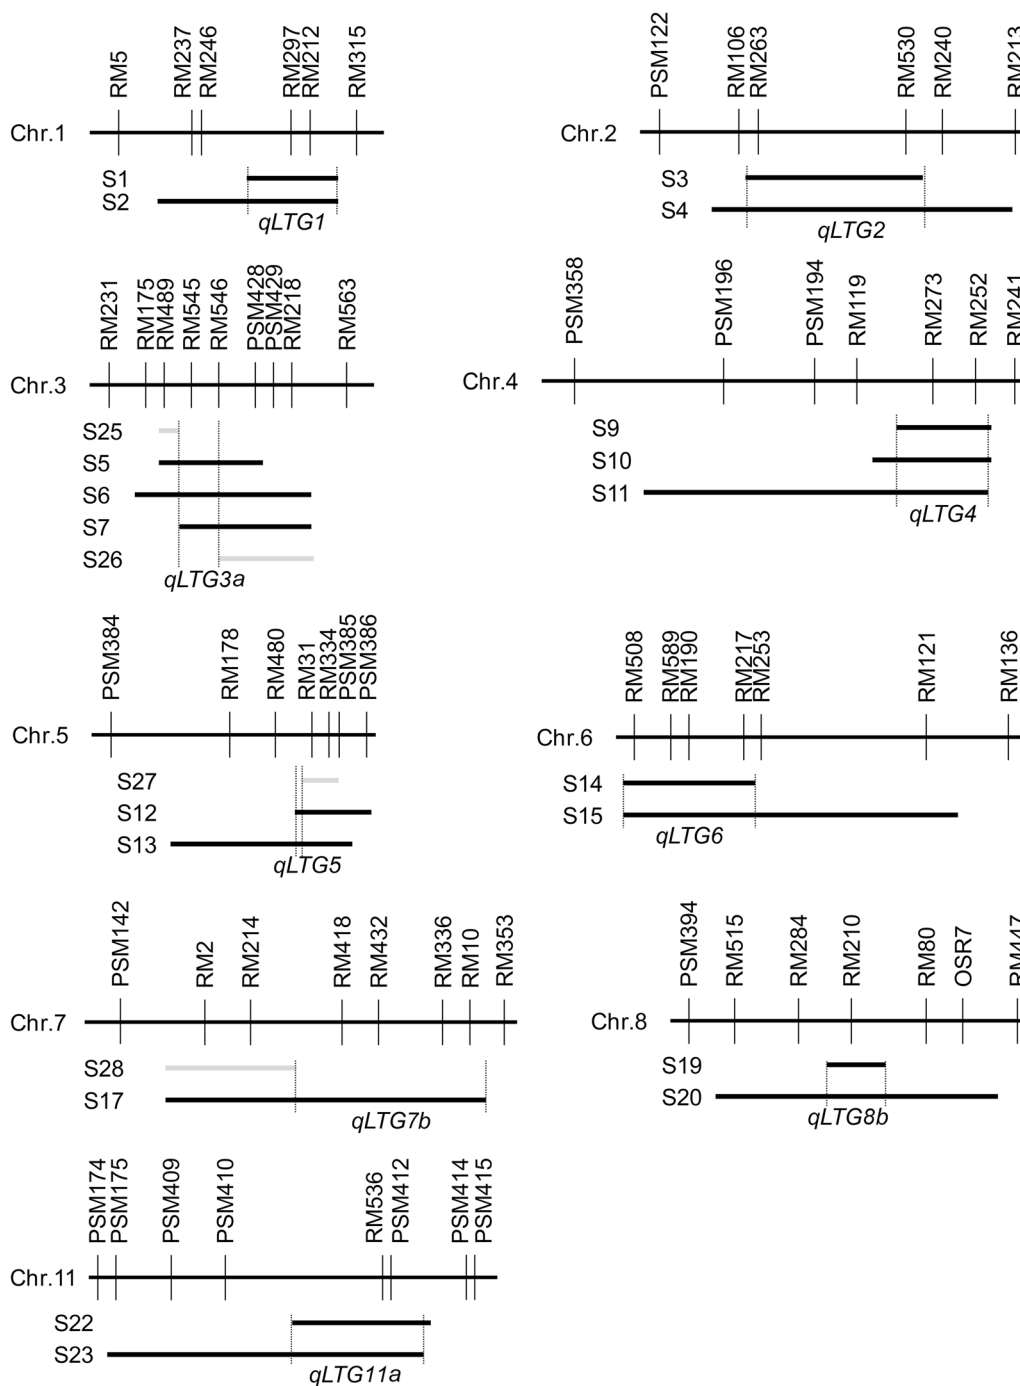 RM5 RM237 RM246 RM297 RM212 RM315
Chr.1
S1
S2
qLTG1
PSM122 RM106 RM263 RM530 RM240 RM213
Chr.2
S3
S4
qLTG2
RM231 RM175 RM489 RM545 RM546 PSM428 PSM429 RM218 RM563
Chr.3
S25
S5
S6
S7
S26
qLTG3a
PSM358 PSM196 PSM194 RM119 RM273 RM252 RM241
Chr.4
S9
S10
S11
qLTG4
PSM384 RM178 RM480 RM31 RM334 PSM385 PSM386
Chr.5
S27
S12
S13
qLTG5
RM508 RM589 RM190 RM217 RM253 RM121 RM136
Chr.6
S14
S15
qLTG6
PSM142 RM2 RM214 RM418 RM432 RM336 RM10 RM353
Chr.7
S28
S17
qLTG7b
PSM394 RM515 RM284 RM210 RM80 OSR7 RM447
Chr.8
S19
S20
qLTG8b
PSM174 PSM175 PSM409 PSM410 RM536 PSM412 PSM414 PSM415
Chr.11
S22
S23
qLTG11a